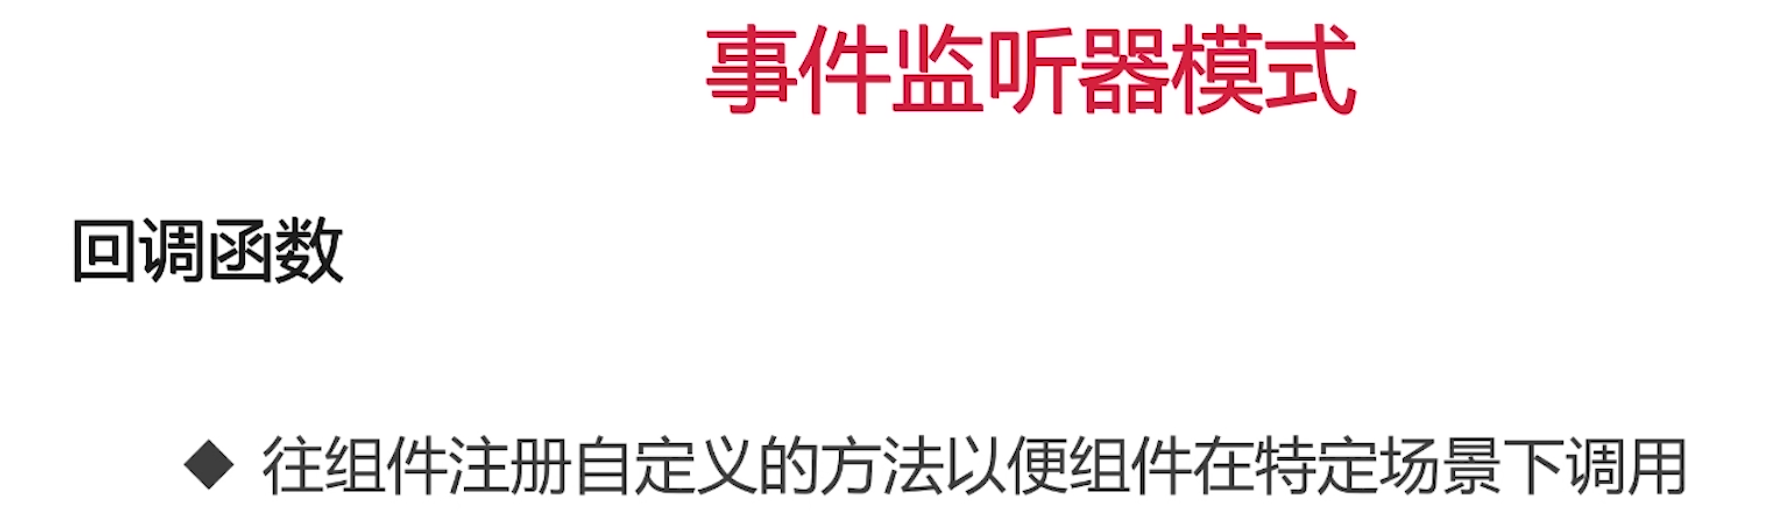 事件监听器模式
回调函数
◆ 往组件注册自定义的方法以便组件在特定场景下调用